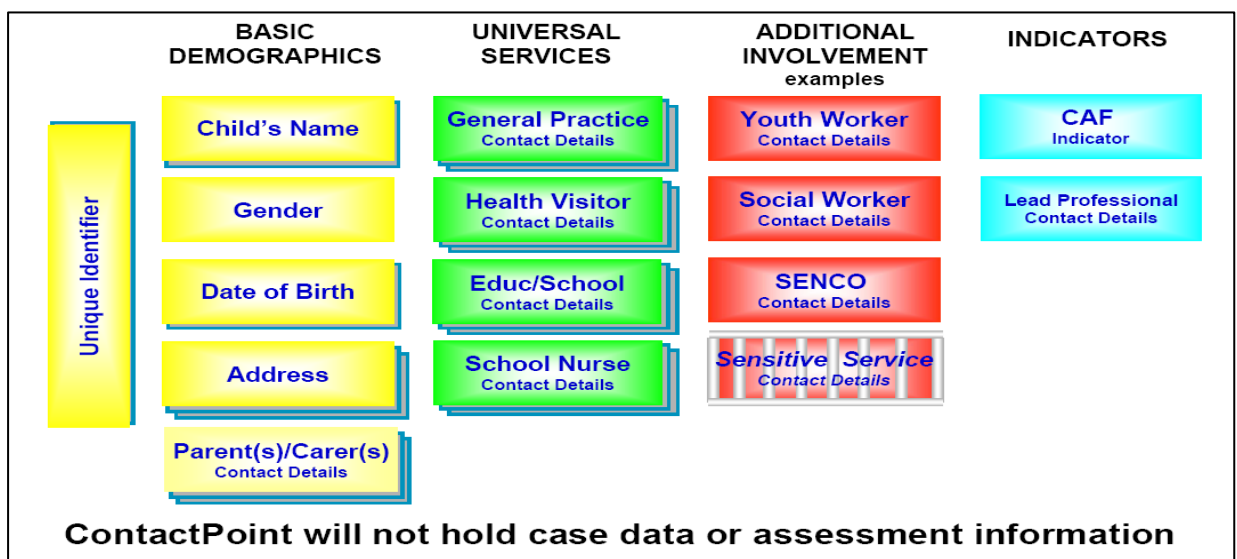 BASIC
DEMOGRAPHICS
UNIVERSAL
SERVICES
ADDITIONAL
INVOLVEMENT
examples
INDICATORS
Unique Identifier
Child's Name
Gender
Date of Birth
Address
Parent(s)/Carer(s)
Contact Details
General Practice
Contact Details
Health Visitor
Contact Details
Educ/School
Contact Details
School Nurse
Contact Details
Youth Worker
Contact Details
Social Worker
Contact Details
SENCO
Contact Details
Sensitive Service
Contact Details
CAF
Indicator
Lead Professional
Contact Details
ContactPoint will not hold case data or assessment information